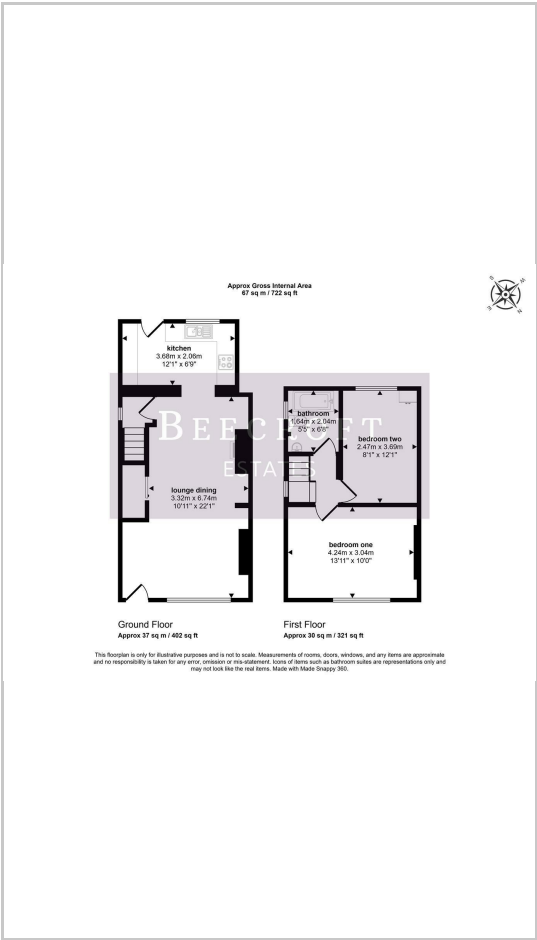 Approx Gross Internal Area
67 sq m / 722 sq ft
kitchen
3.68m x 2.06m
12'1" x 6'9"
bathroom
1.64m x 2.04m
5'5" x 6'8"
BEECROFT
ESTATES
bedroom two
2.47m x 3.69m
8'1" x 12'1"
lounge dining
3.32m x 6.74m
10'11" x 22'1"
bedroom one
4.24m x 3.04m
13'11" x 10'0"
Ground Floor
Approx 37 sq m / 402 sq ft
First Floor
Approx 30 sq m / 321 sq ft
This floorplan is only for illustrative purposes and is not to scale. Measurements of rooms, doors, windows, and any items are approximate
and no responsibility is taken for any error, omission or mis-statement. Icons of items such as bathroom suites are representations only and
may not look like the real items. Made with Made Snappy 360.
S
W
E
N